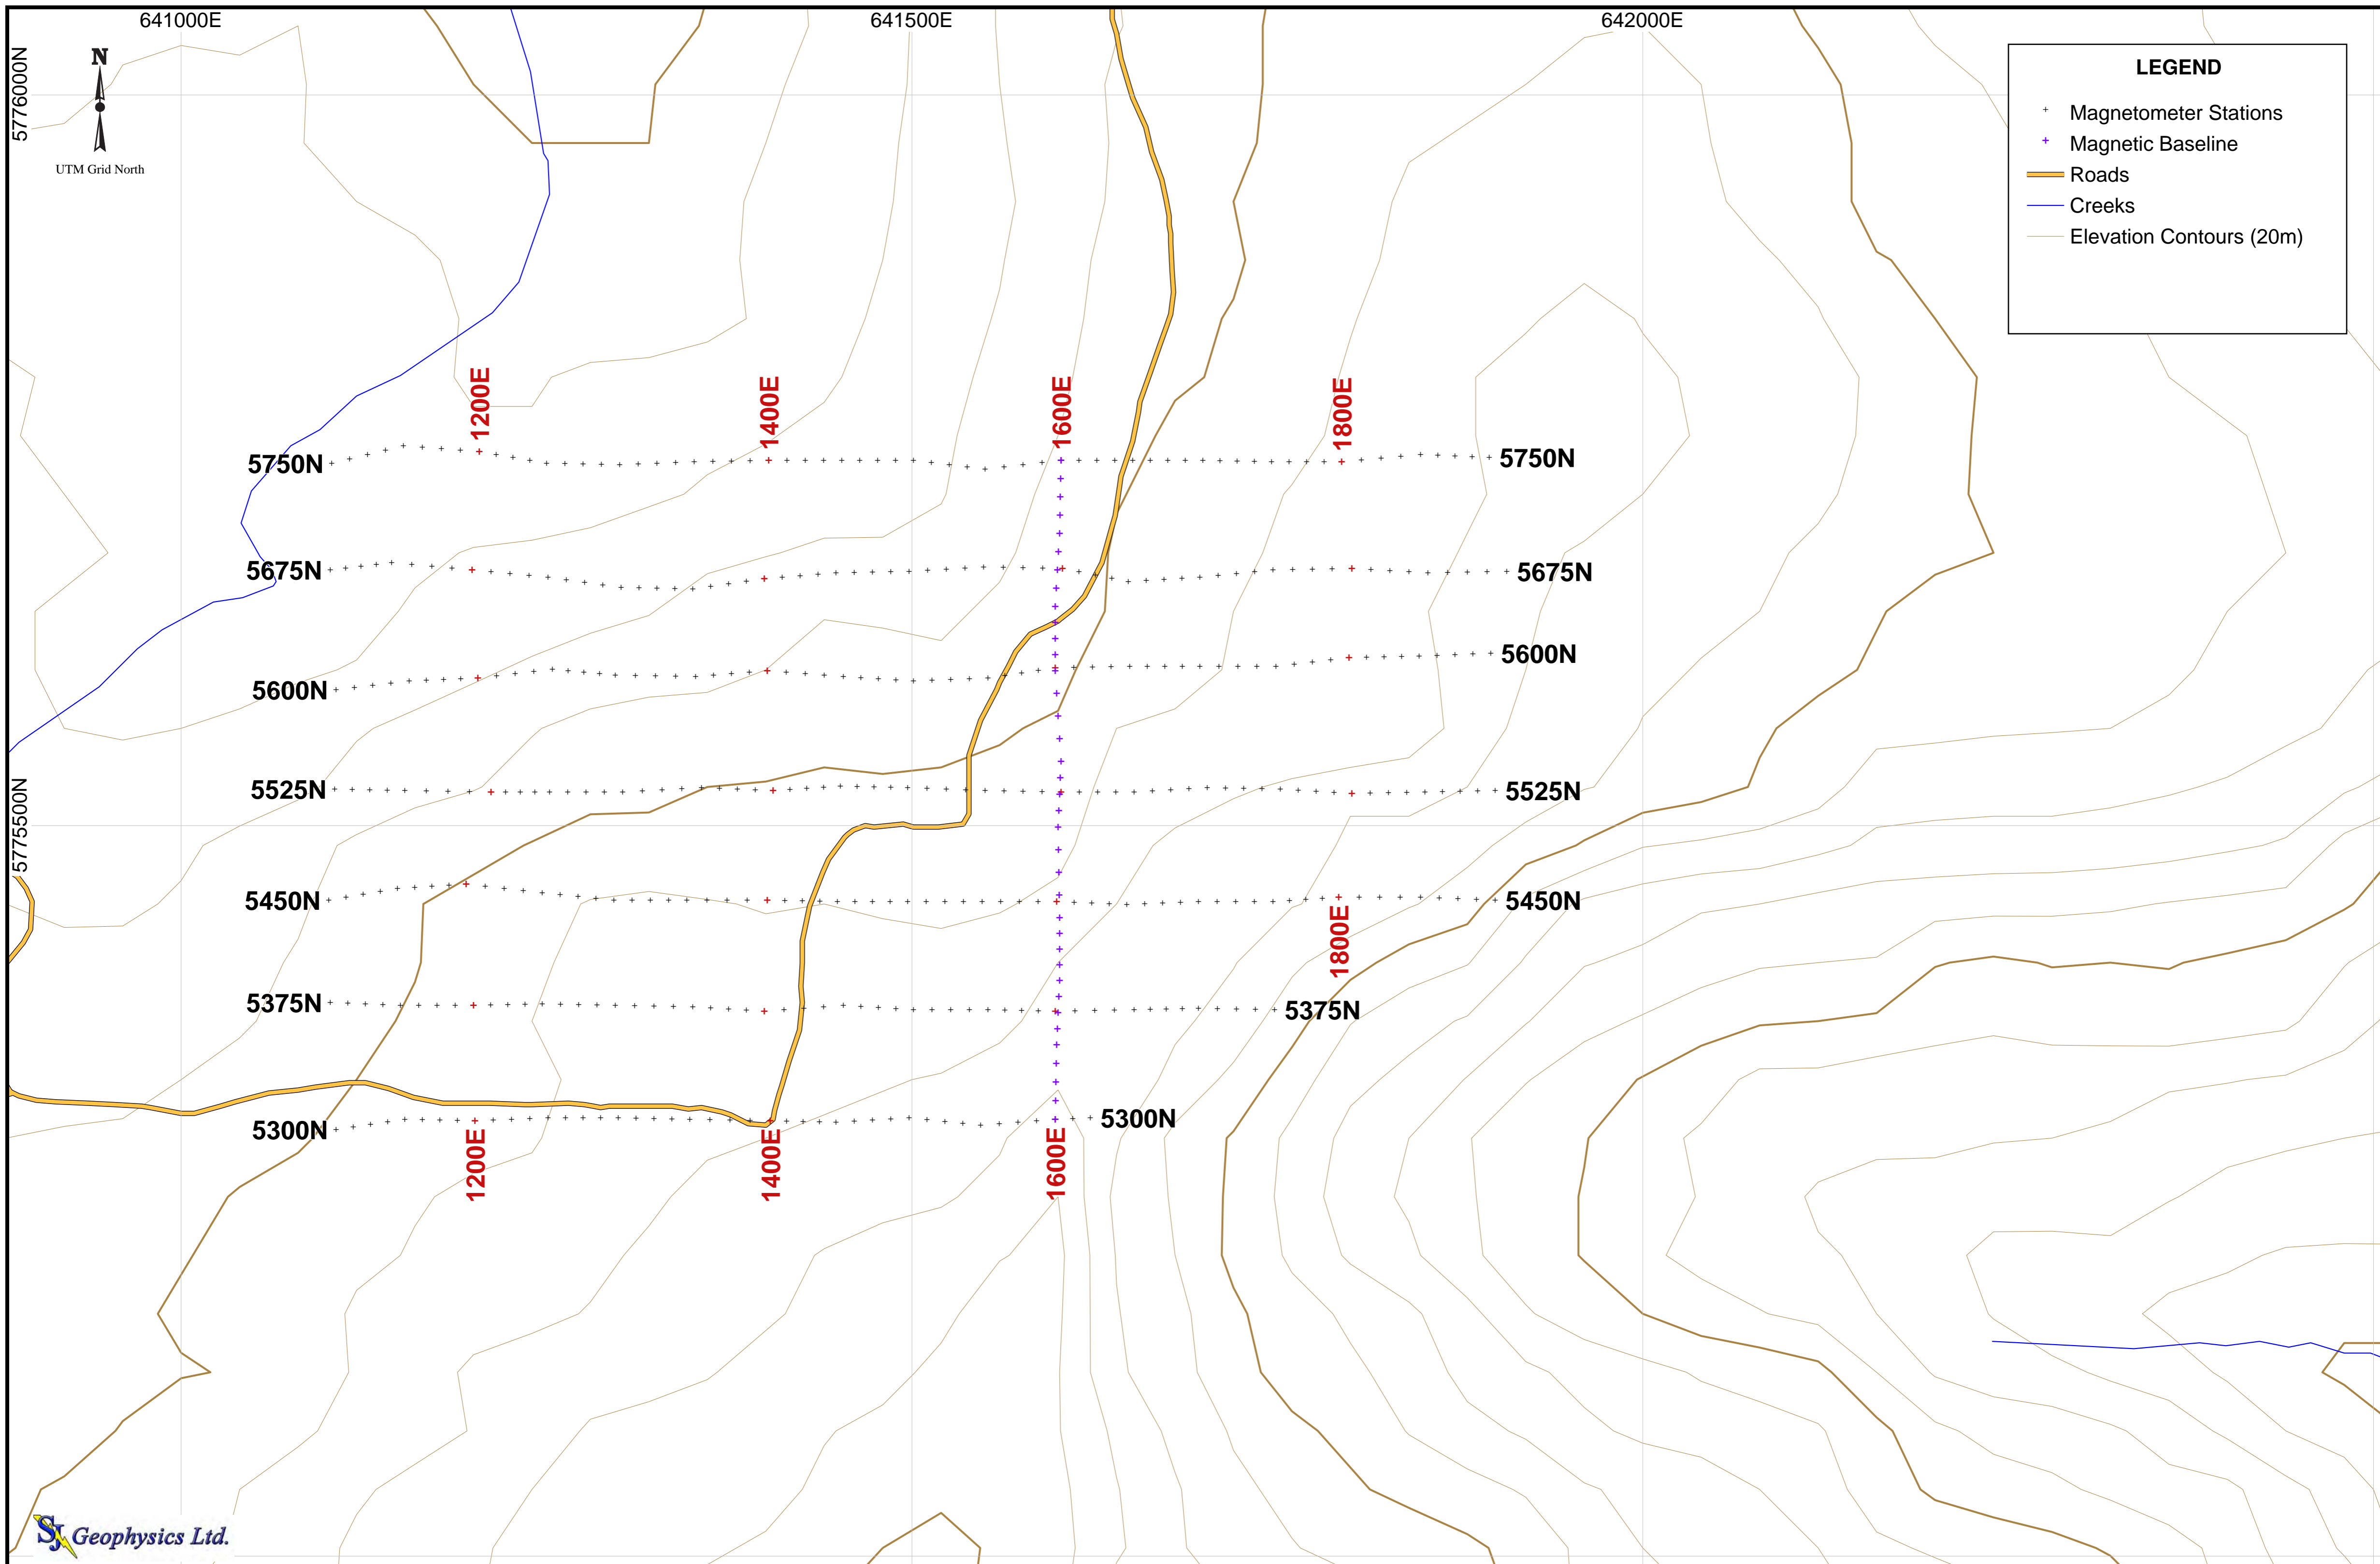 641000E
641500E
642000E
5776000N
N
UTM Grid North
LEGEND
Magnetometer Stations
Magnetic Baseline
Roads
Creeks
Elevation Contours (20m)
1200E
1400E
1600E
1800E
5750N
5750N
5675N
5675N
5600N
5600N
5775500N
5525N
5525N
5450N
5450N
1800E
5375N
5375N
5300N
5300N
1200E
1400E
1600E
SJ Geophysics Ltd.